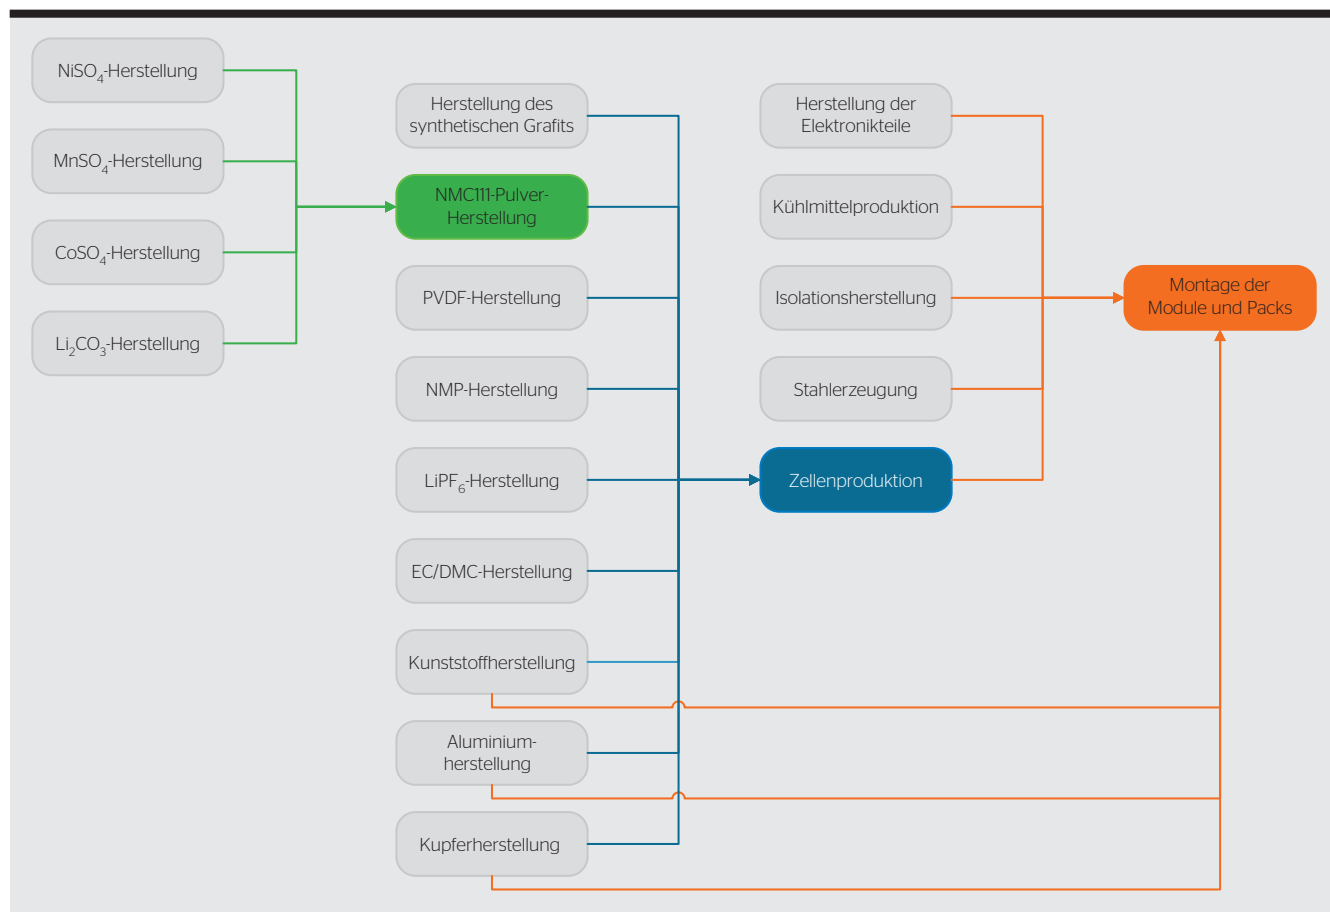 NiSO₄-Herstellung
MnSO₄-Herstellung
CoSO₄-Herstellung
Li₂CO₃-Herstellung
Herstellung des
synthetischen Grafits
NMC111-Pulver-
Herstellung
PVDF-Herstellung
NMP-Herstellung
LiPF₆-Herstellung
EC/DMC-Herstellung
Kunststoffherstellung
Aluminium-
herstellung
Kupferherstellung
Herstellung der
Elektronikteile
Kühlmittelproduktion
Isolationsherstellung
Stahlerzeugung
Zellenproduktion
Montage der
Module und Packs